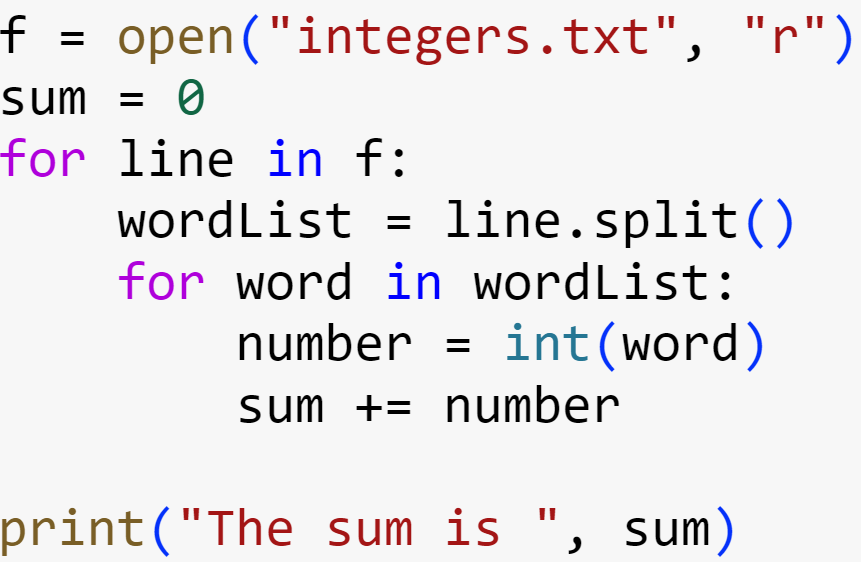 f = open("integers.txt", "r")
sum = 0
for line in f:
    wordList = line.split()
    for word in wordList:
        number = int(word)
        sum += number

print("The sum is ", sum)